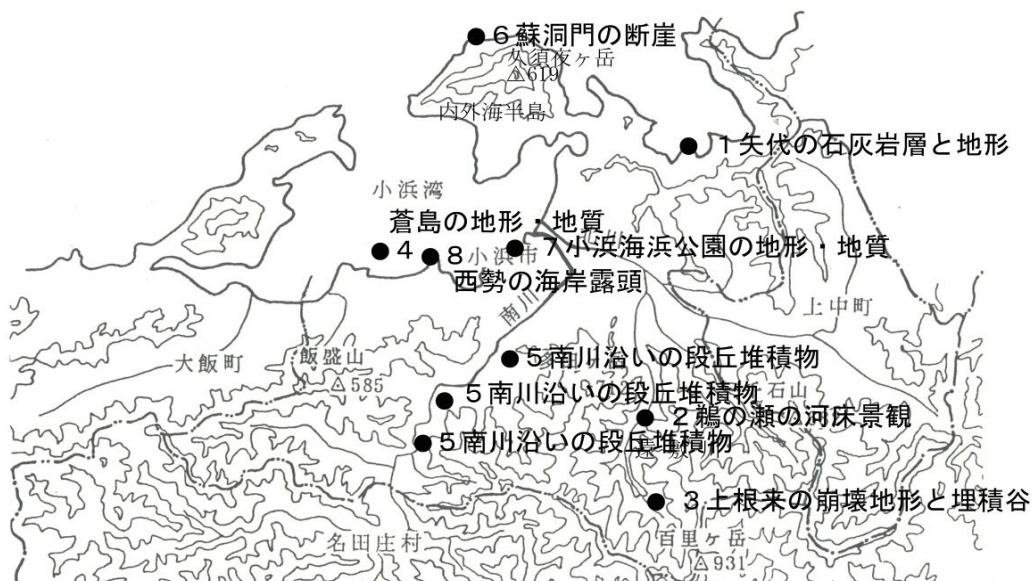 6蘇洞門の断崖
久須夜ヶ岳
△619
内外海半島
1矢代の石灰岩層と地形
小浜湾
蒼島の地形・地質
4
8
小浜市
7小浜海浜公園の地形・地質
西勢の海岸露頭
南川
上中町
大飯町
飯盛山
△585
5南川沿いの段丘堆積物
5南川沿いの段丘堆積物
石山
2鵜の瀬の河床景観
5南川沿いの段丘堆積物
3上根来の崩壊地形と埋積谷
名田庄村
百里ヶ岳
△931